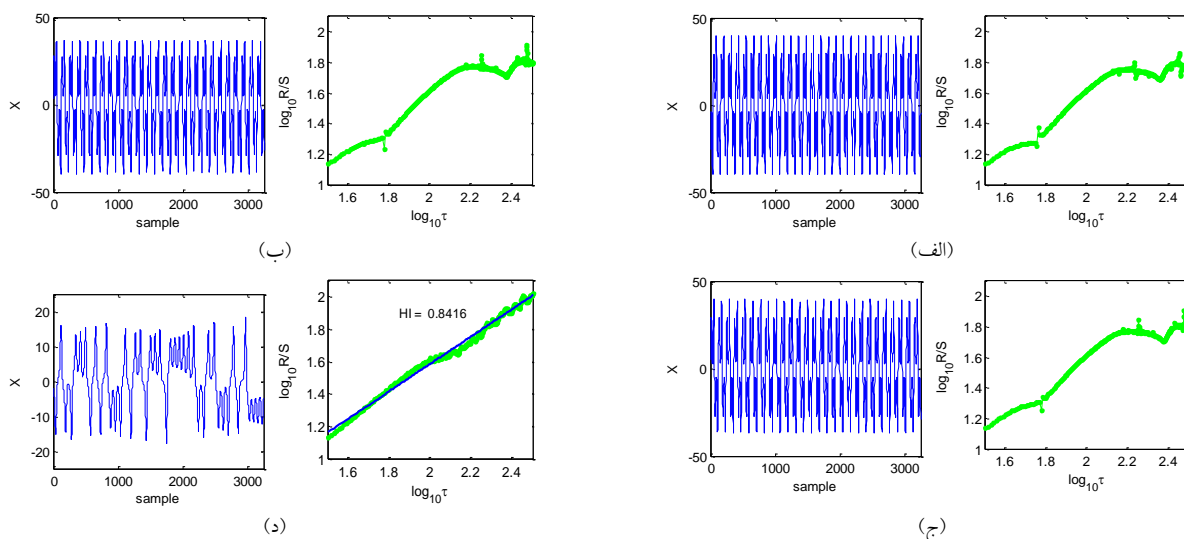 50
0
-50
X
0 1000 2000 3000
sample
2
1.8
1.6
1.4
1.2
1
log₁₀R/S
1.6 1.8 2 2.2 2.4
log₁₀τ
(ب)
50
0
-50
X
0 1000 2000 3000
sample
2
1.8
1.6
1.4
1.2
1
log₁₀R/S
1.6 1.8 2 2.2 2.4
log₁₀τ
(الف)
20
10
0
-10
-20
X
0 1000 2000 3000
sample
2
1.8
1.6
1.4
1.2
1
log₁₀R/S
HI = 0.8416
1.6 1.8 2 2.2 2.4
log₁₀τ
(د)
50
0
-50
X
0 1000 2000 3000
sample
2
1.8
1.6
1.4
1.2
1
log₁₀R/S
1.6 1.8 2 2.2 2.4
log₁₀τ
(ج)